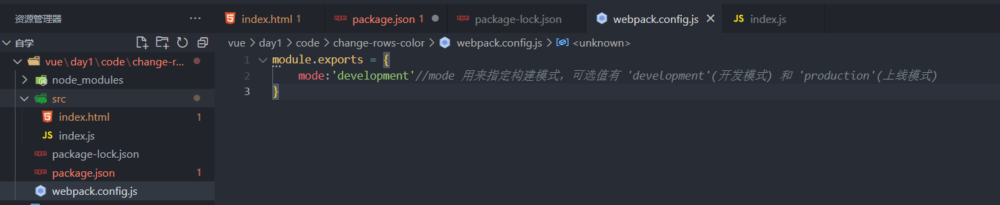 资源管理器 ···
自学
vue\day1\code\change-r...
node_modules
src
index.html 1
JS index.js
package-lock.json
package.json 1
webpack.config.js
index.html 1 package.json 1 package-lock.json webpack.config.js JS index.js
vue > day1 > code > change-rows-color > webpack.config.js > <unknown>
1 module.exports = {
2 mode:'development'//mode 用来指定构建模式，可选值有 'development'(开发模式) 和 'production'(上线模式)
3 }